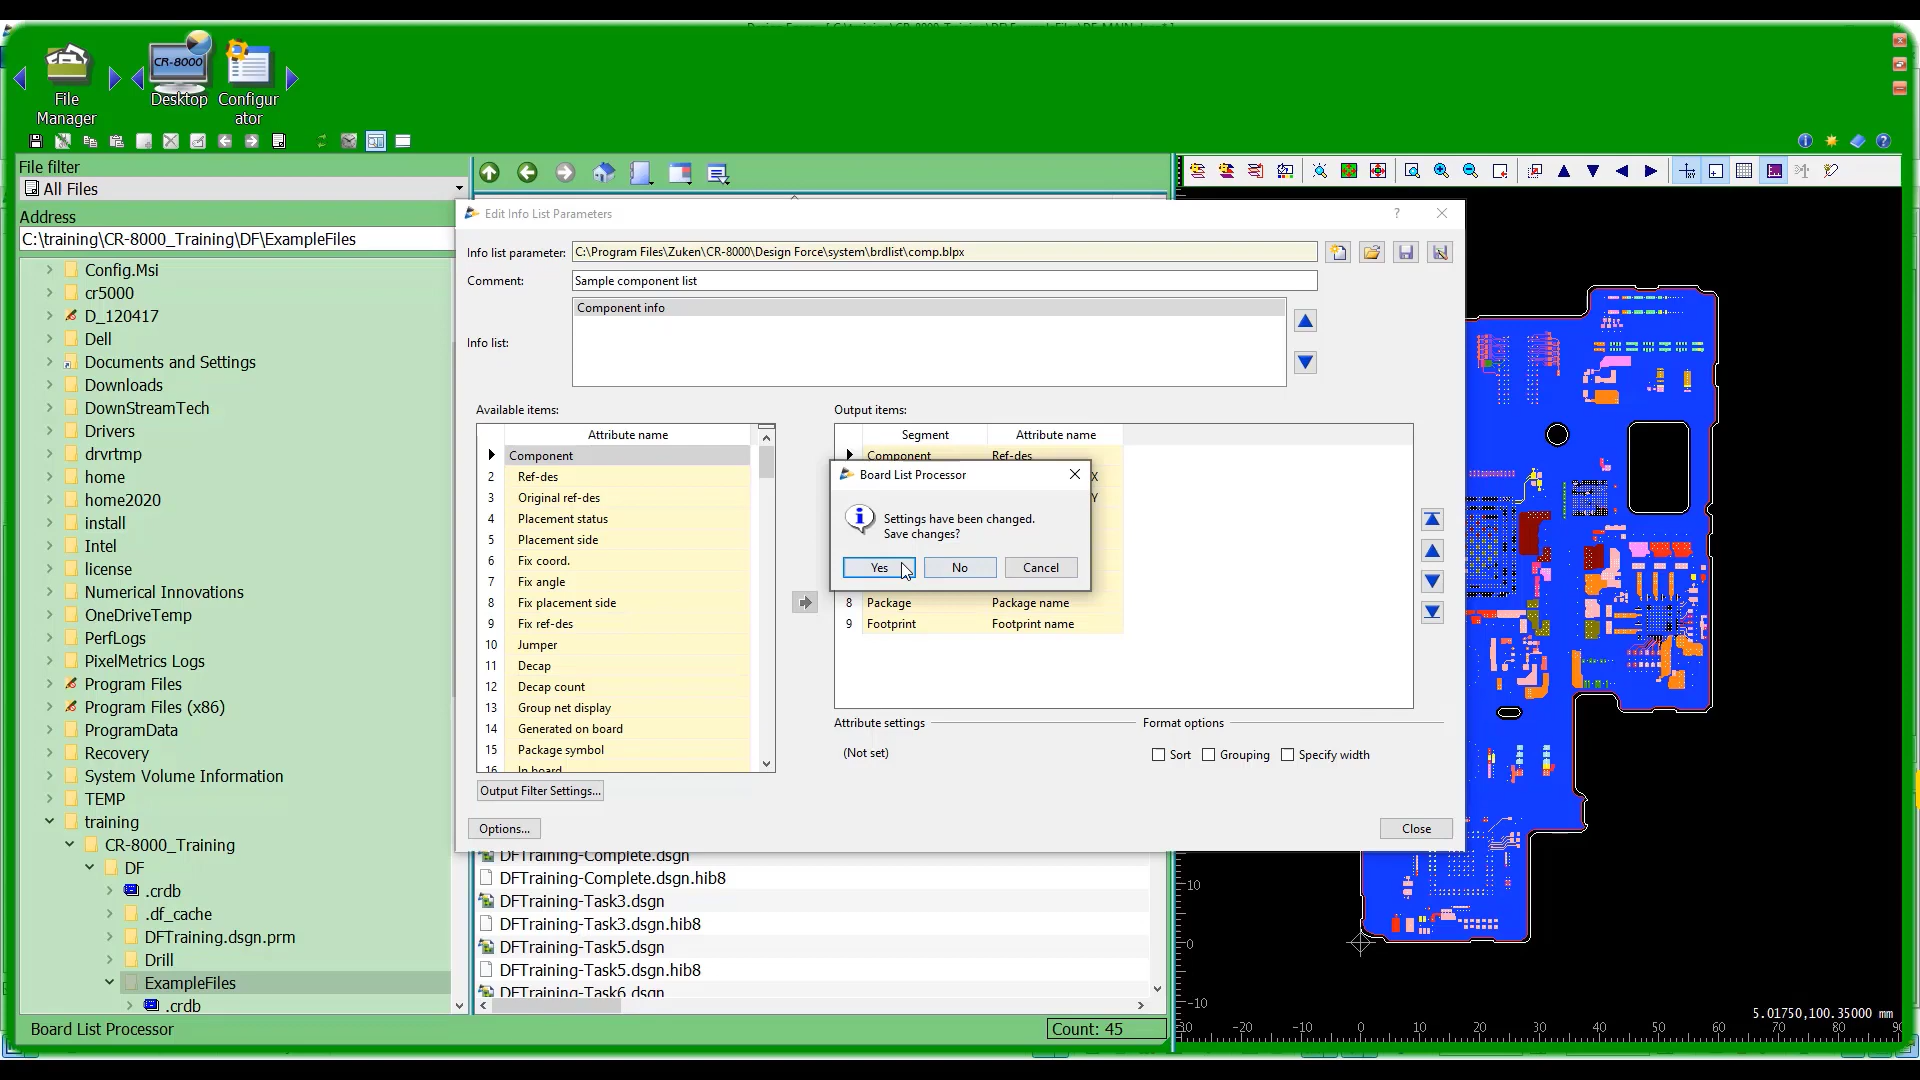 CR-8000
File
Manager
Desktop
Configur
ator
File filter
All Files
Address
C:\training\CR-8000_Training\DF\ExampleFiles
Config.Msi
cr5000
D_120417
Dell
Documents and Settings
Downloads
DownStreamTech
Drivers
drvrtmp
home
home2020
install
Intel
license
Numerical Innovations
OneDriveTemp
PerfLogs
PixelMetrics Logs
Program Files
Program Files (x86)
ProgramData
Recovery
System Volume Information
TEMP
training
CR-8000_Training
DF
.crdb
.df_cache
DFTraining.dsgn.prm
Drill
ExampleFiles
.crdb
Board List Processor
Edit Info List Parameters
?
Info list parameter:
C:\Program Files\Zuken\CR-8000\Design Force\system\brdlist\comp.blpx
Comment:
Sample component list
Info list:
Component info
Available items:
Attribute name
Component
2 Ref-des
3 Original ref-des
4 Placement status
5 Placement side
6 Fix coord.
7 Fix angle
8 Fix placement side
9 Fix ref-des
10 Jumper
11 Decap
12 Decap count
13 Group net display
14 Generated on board
15 Package symbol
16 In board
Output items:
Segment Attribute name
Component Ref-des
X
Y
8 Package Package name
9 Footprint Footprint name
Board List Processor
Settings have been changed.
Save changes?
Yes
No
Cancel
Attribute settings
(Not set)
Format options
Sort
Grouping
Specify width
Output Filter Settings...
Options...
Close
DFTraining-Complete.dsgn
DFTraining-Complete.dsgn.hib8
DFTraining-Task3.dsgn
DFTraining-Task3.dsgn.hib8
DFTraining-Task5.dsgn
DFTraining-Task5.dsgn.hib8
DFTraining-Task6.dsgn
Count: 45
10
0
-10
5.01750,100.35000 mm
-20
-10
0
10
20
30
40
50
60
70
80